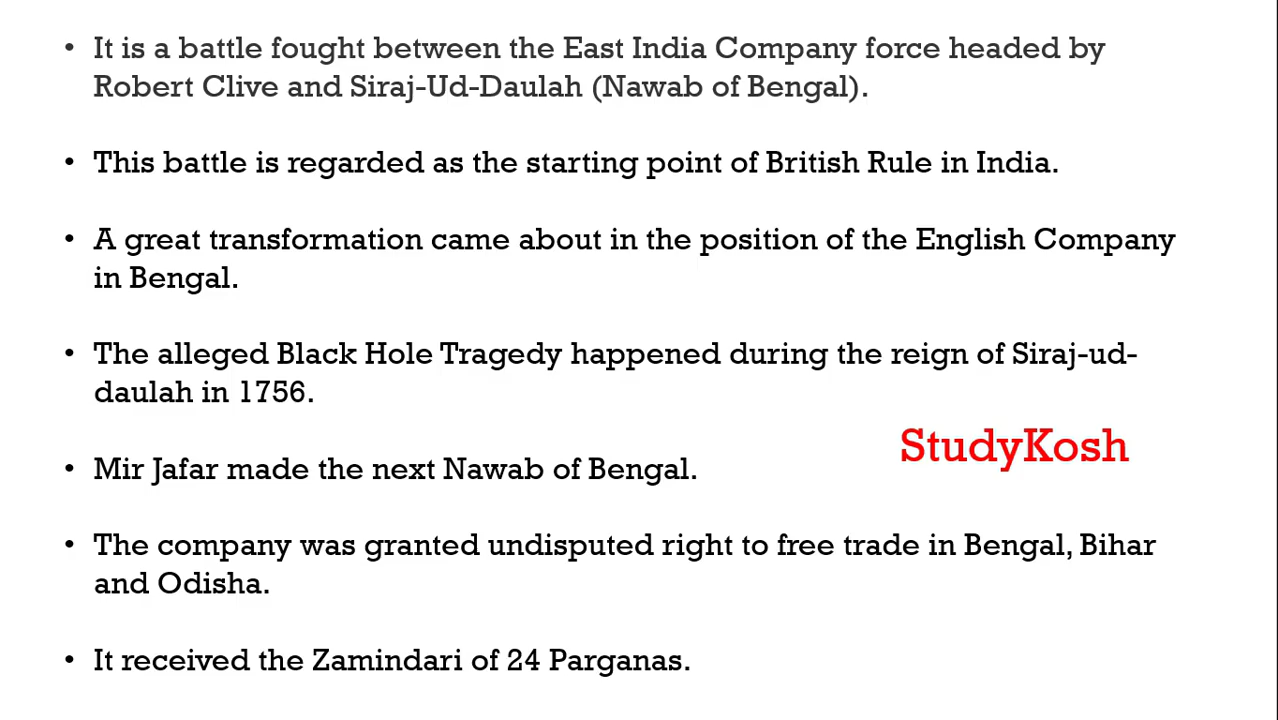 • It is a battle fought between the East India Company force headed by
Robert Clive and Siraj-Ud-Daulah (Nawab of Bengal).
• This battle is regarded as the starting point of British Rule in India.
• A great transformation came about in the position of the English Company
in Bengal.
• The alleged Black Hole Tragedy happened during the reign of Siraj-ud-
daulah in 1756.
StudyKosh
• Mir Jafar made the next Nawab of Bengal.
• The company was granted undisputed right to free trade in Bengal, Bihar
and Odisha.
• It received the Zamindari of 24 Parganas.